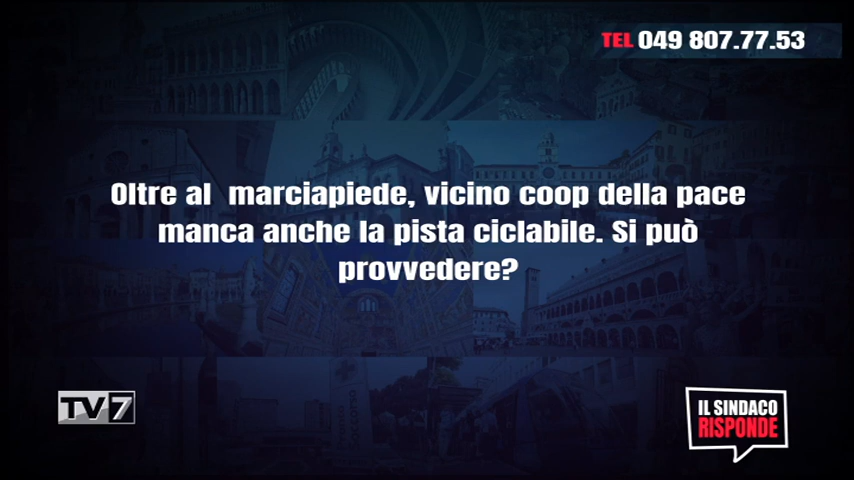 TEL 049 807.77.53
Oltre al  marciapiede, vicino coop della pace
manca anche la pista ciclabile. Si può
provvedere?
TV7
IL SINDACO
RISPONDE